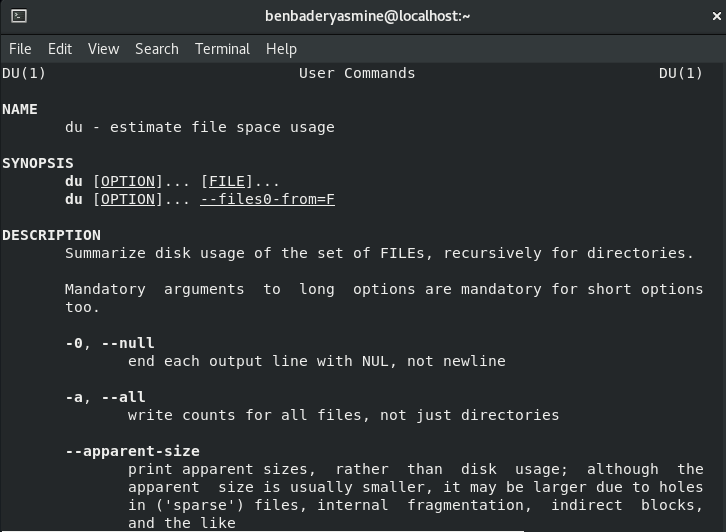 benbaderyasmine@localhost:~
File Edit View Search Terminal Help
DU(1) User Commands DU(1)
NAME
du - estimate file space usage
SYNOPSIS
du [OPTION]... [FILE]...
du [OPTION]... --files0-from=F
DESCRIPTION
Summarize disk usage of the set of FILEs, recursively for directories.
Mandatory arguments to long options are mandatory for short options
too.
-0, --null
end each output line with NUL, not newline
-a, --all
write counts for all files, not just directories
--apparent-size
print apparent sizes, rather than disk usage; although the
apparent size is usually smaller, it may be larger due to holes
in ('sparse') files, internal fragmentation, indirect blocks,
and the like